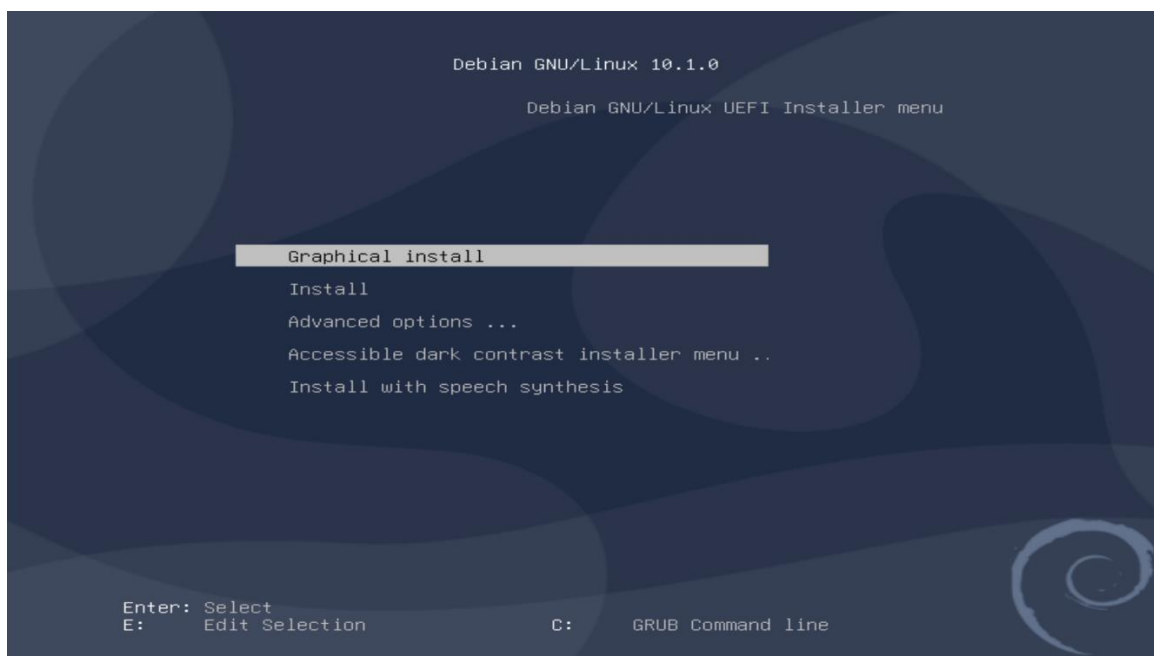 Debian GNU/Linux 10.1.0
Debian GNU/Linux UEFI Installer menu
Graphical install
Install
Advanced options ...
Accessible dark contrast installer menu ..
Install with speech synthesis
Enter: Select
E: Edit Selection C: GRUB Command line